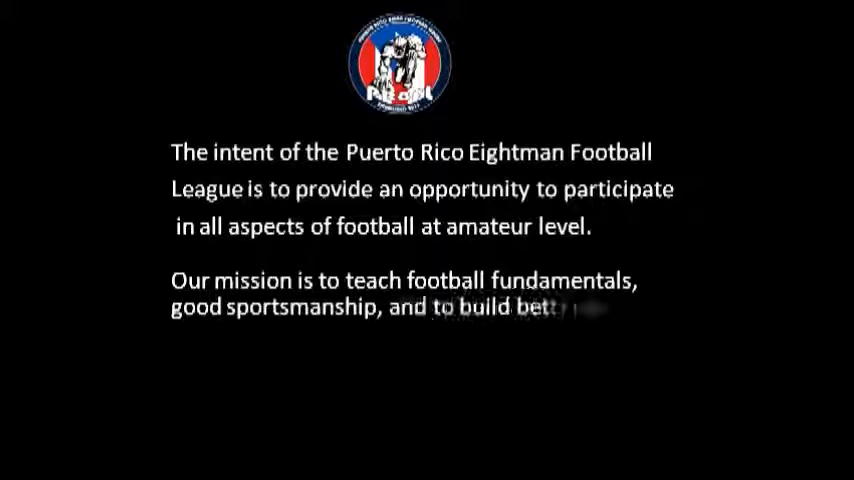 The intent of the Puerto Rico Eightman Football
League is to provide an opportunity to participate
in all aspects of football at amateur level.
Our mission is to teach football fundamentals,
good sportsmanship, and to build